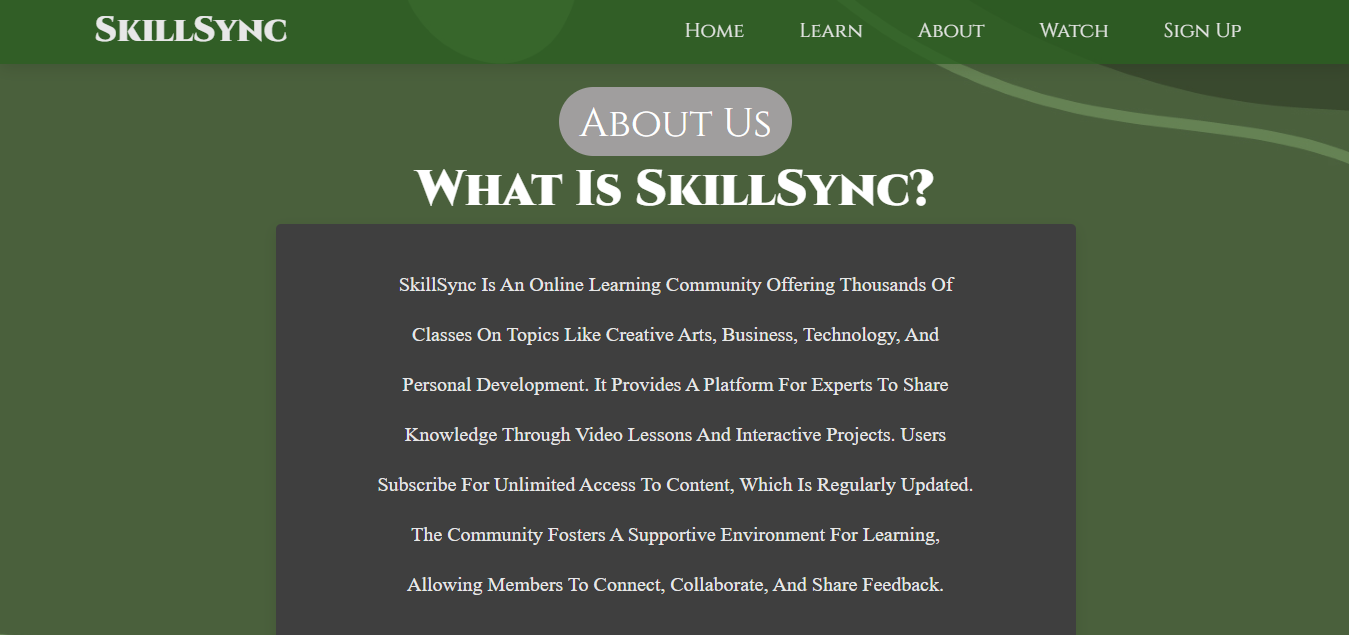 SkillSync
Home Learn About Watch Sign Up
About Us
What Is SkillSync?
SkillSync Is An Online Learning Community Offering Thousands Of
Classes On Topics Like Creative Arts, Business, Technology, And
Personal Development. It Provides A Platform For Experts To Share
Knowledge Through Video Lessons And Interactive Projects. Users
Subscribe For Unlimited Access To Content, Which Is Regularly Updated.
The Community Fosters A Supportive Environment For Learning,
Allowing Members To Connect, Collaborate, And Share Feedback.